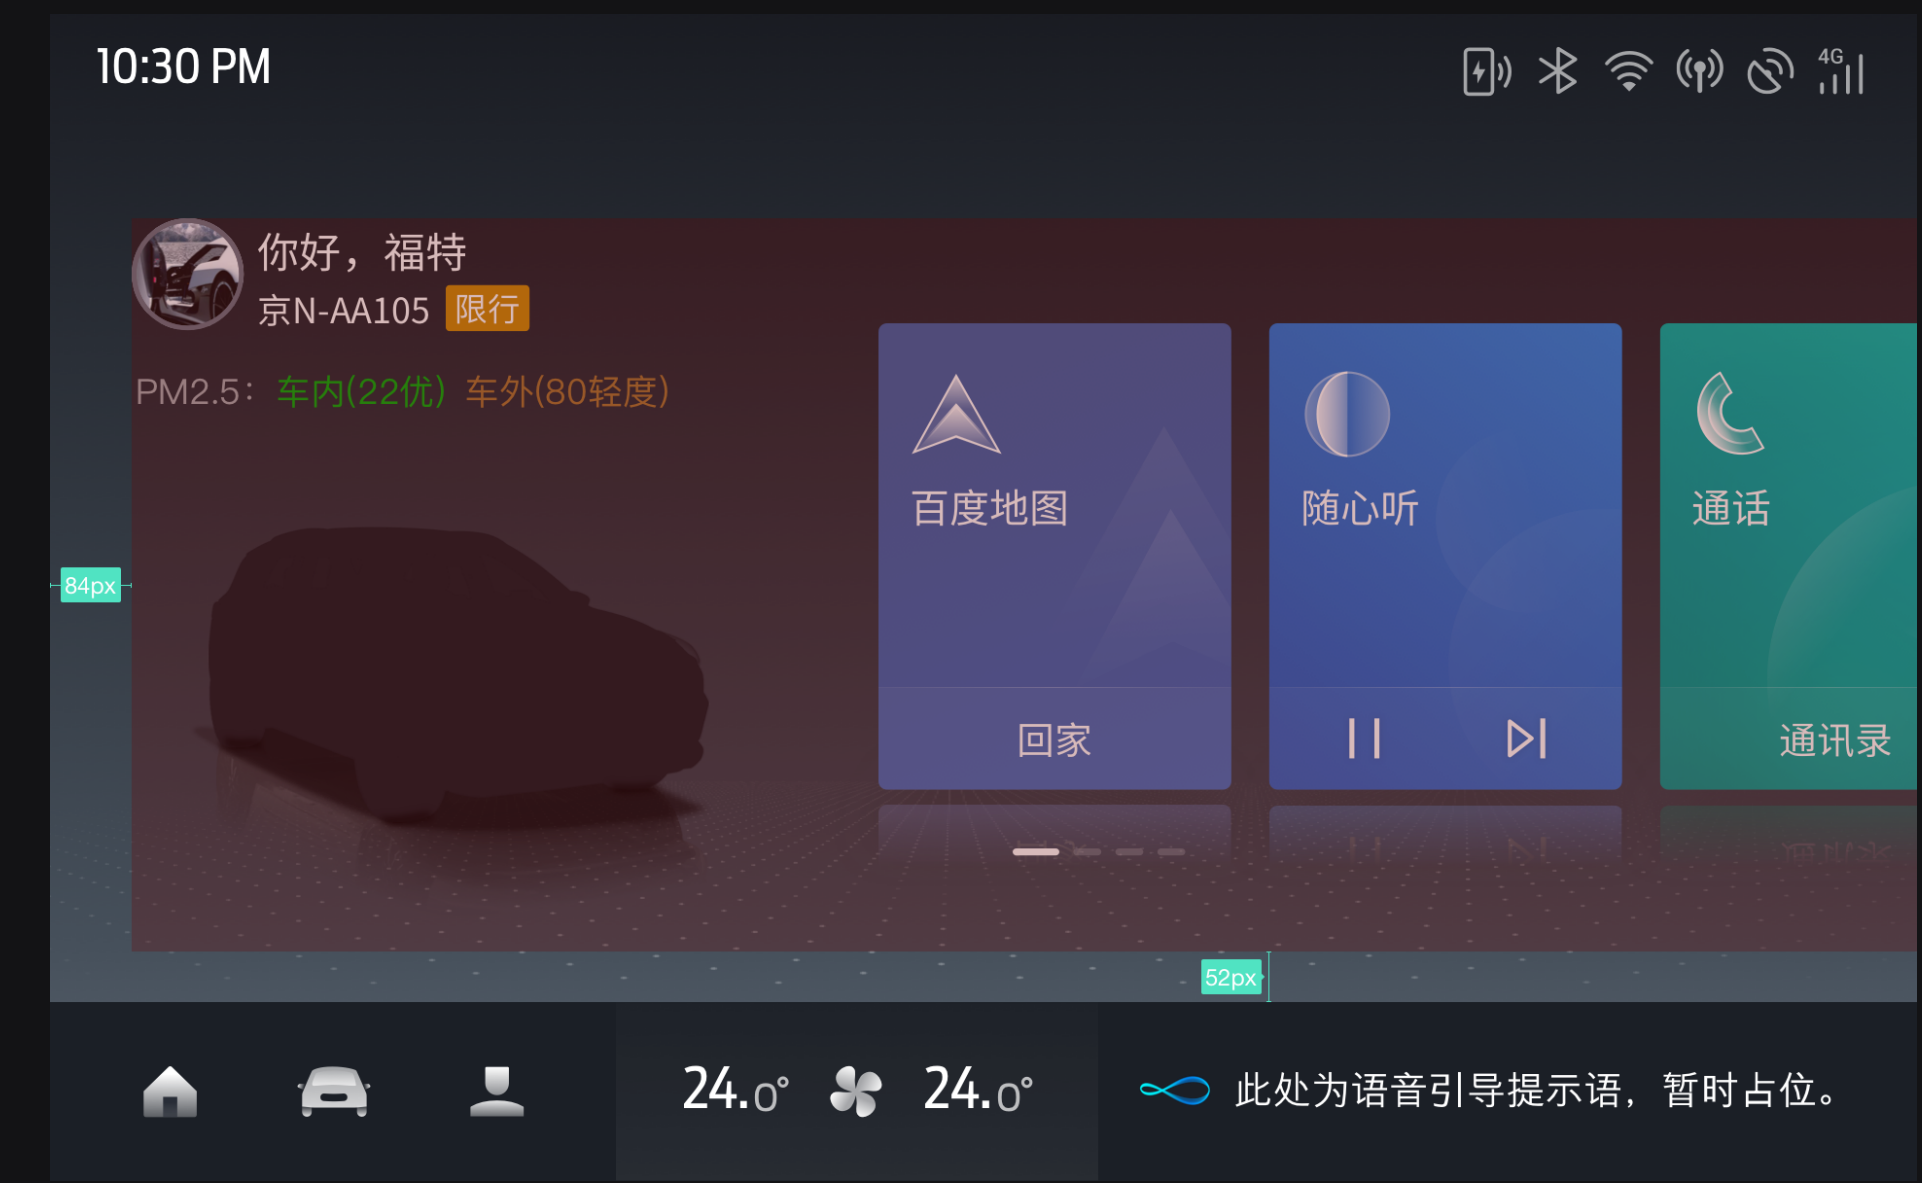 10:30 PM
4G
你好，福特
京N-AA105 限行
PM2.5：车内(22优) 车外(80轻度)
百度地图
随心听
通话
84px
回家
通讯录
52px
24.0° 24.0°
此处为语音引导提示语，暂时占位。